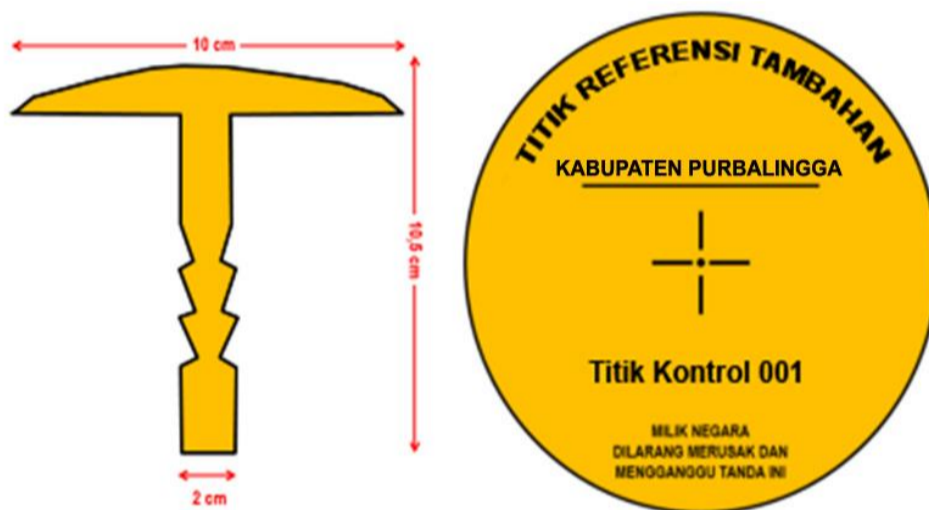 10 cm
10,5 cm
2 cm
TITIK REFERENSI TAMBAHAN
KABUPATEN PURBALINGGA
Titik Kontrol 001
MILIK NEGARA
DILARANG MERUSAK DAN
MENGGANGGU TANDA INI